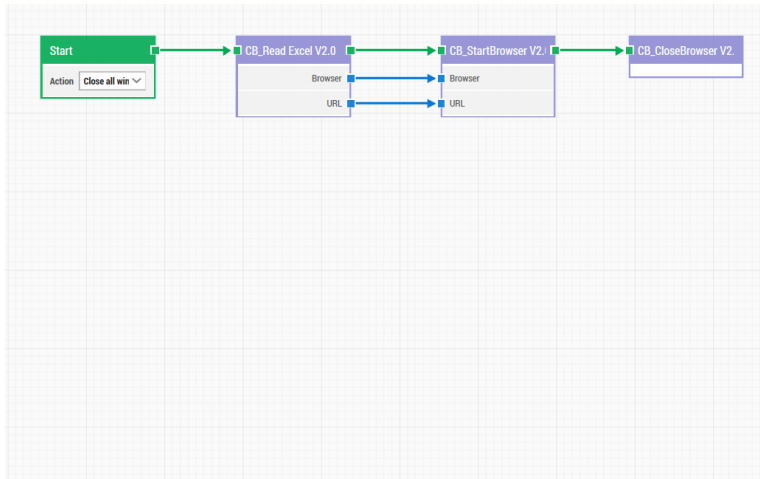 Start
Action
Close all win
CB_Read Excel V2.0
Browser
URL
CB_StartBrowser V2.
Browser
URL
CB_CloseBrowser V2.